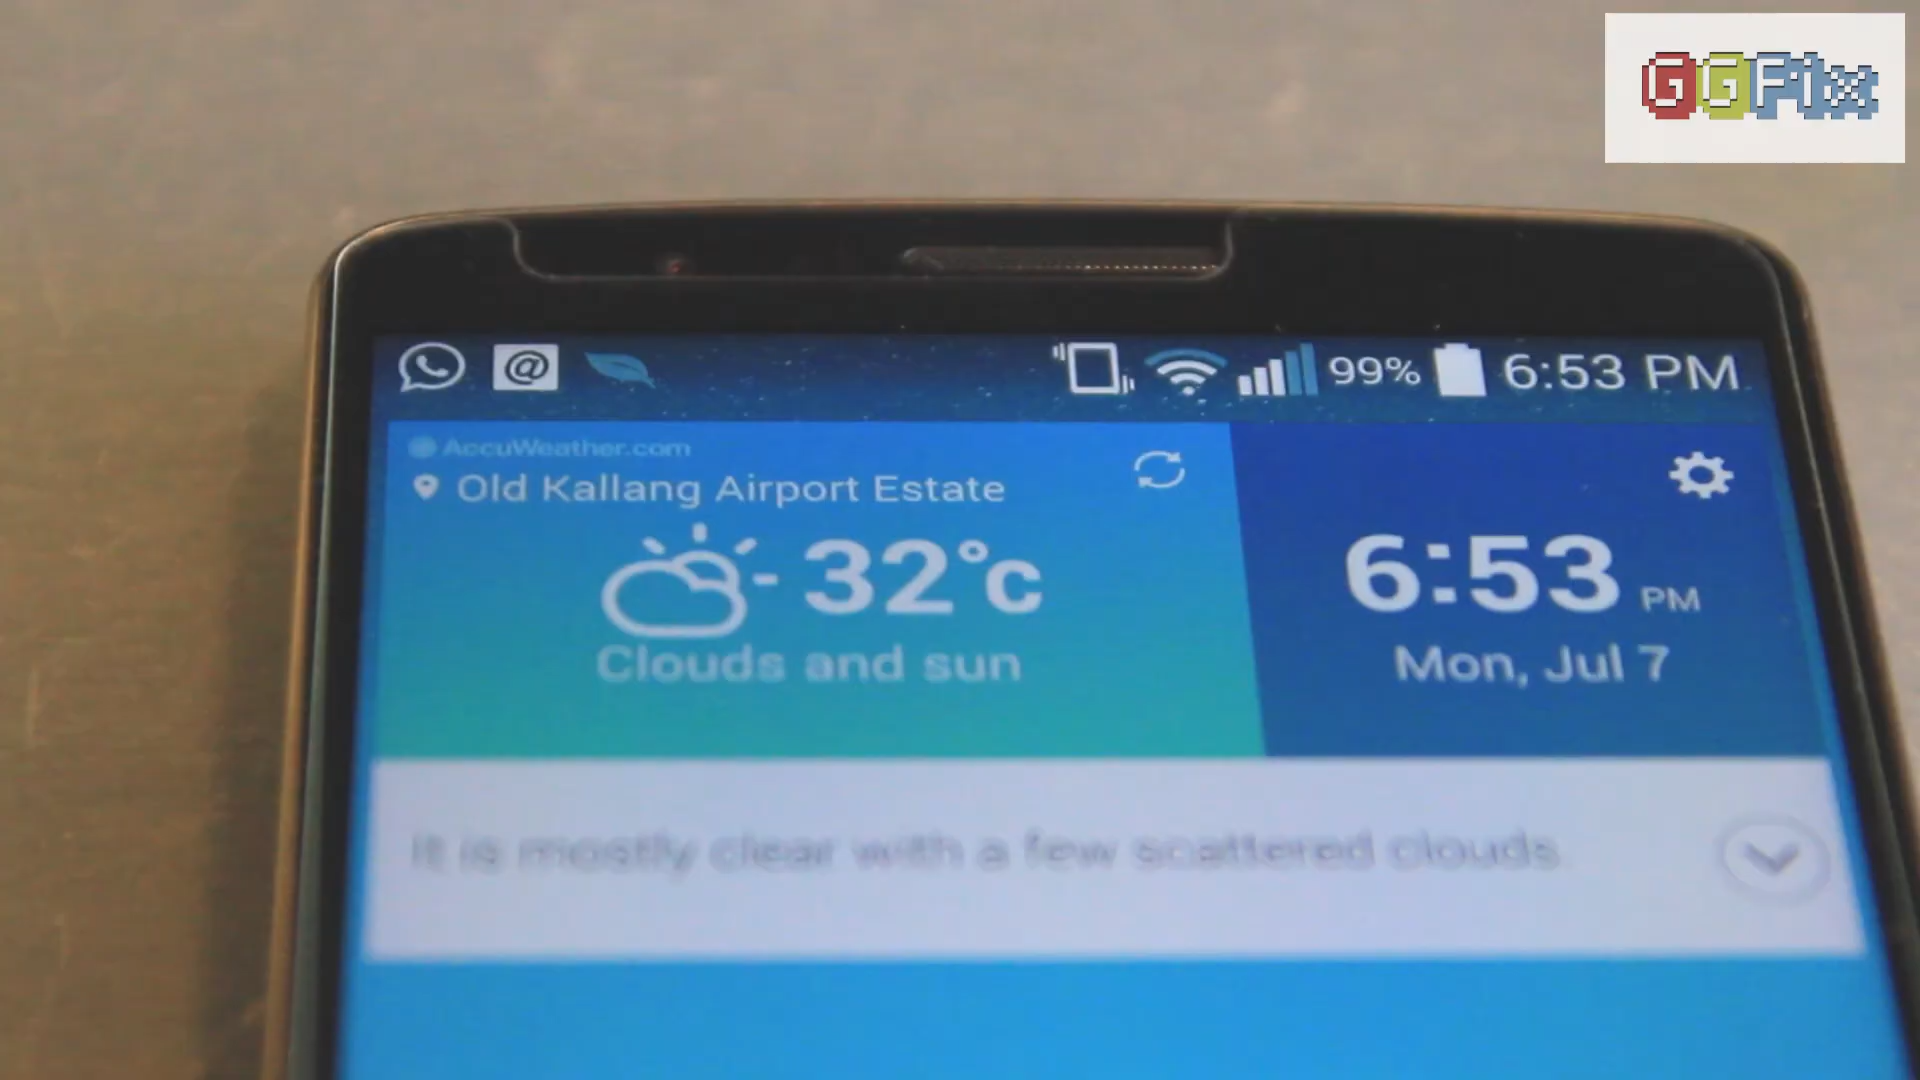 GGFix
@ 99% 6:53 PM
AccuWeather.com
Old Kallang Airport Estate
32°c
Clouds and sun
6:53 PM
Mon, Jul 7
It is mostly clear with a few scattered clouds.